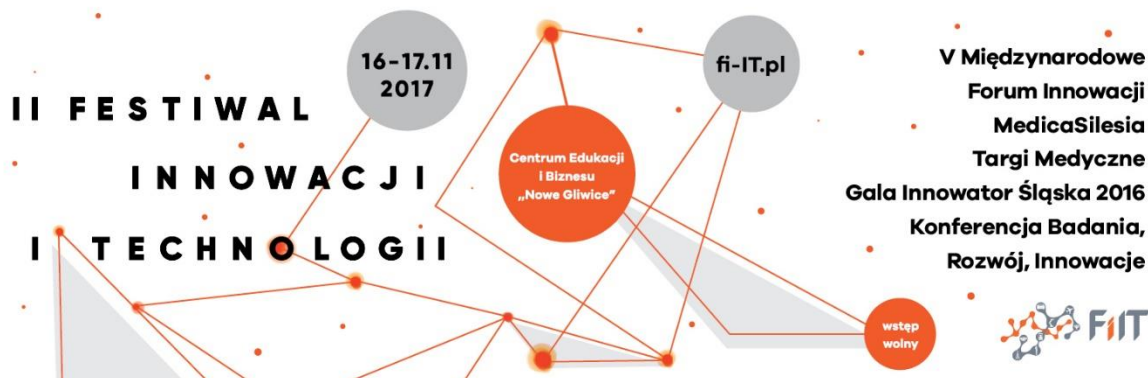 II FESTIWAL
INNOWACJI
I TECHNOLOGII
16-17.11
2017
Centrum Edukacji
i Biznesu
„Nowe Gliwice”
fi-IT.pl
wstęp
wolny
V Międzynarodowe
Forum Innowacji
MedicaSilesia
Targi Medyczne
Gala Innowator Śląska 2016
Konferencja Badania,
Rozwój, Innowacje
FiIT